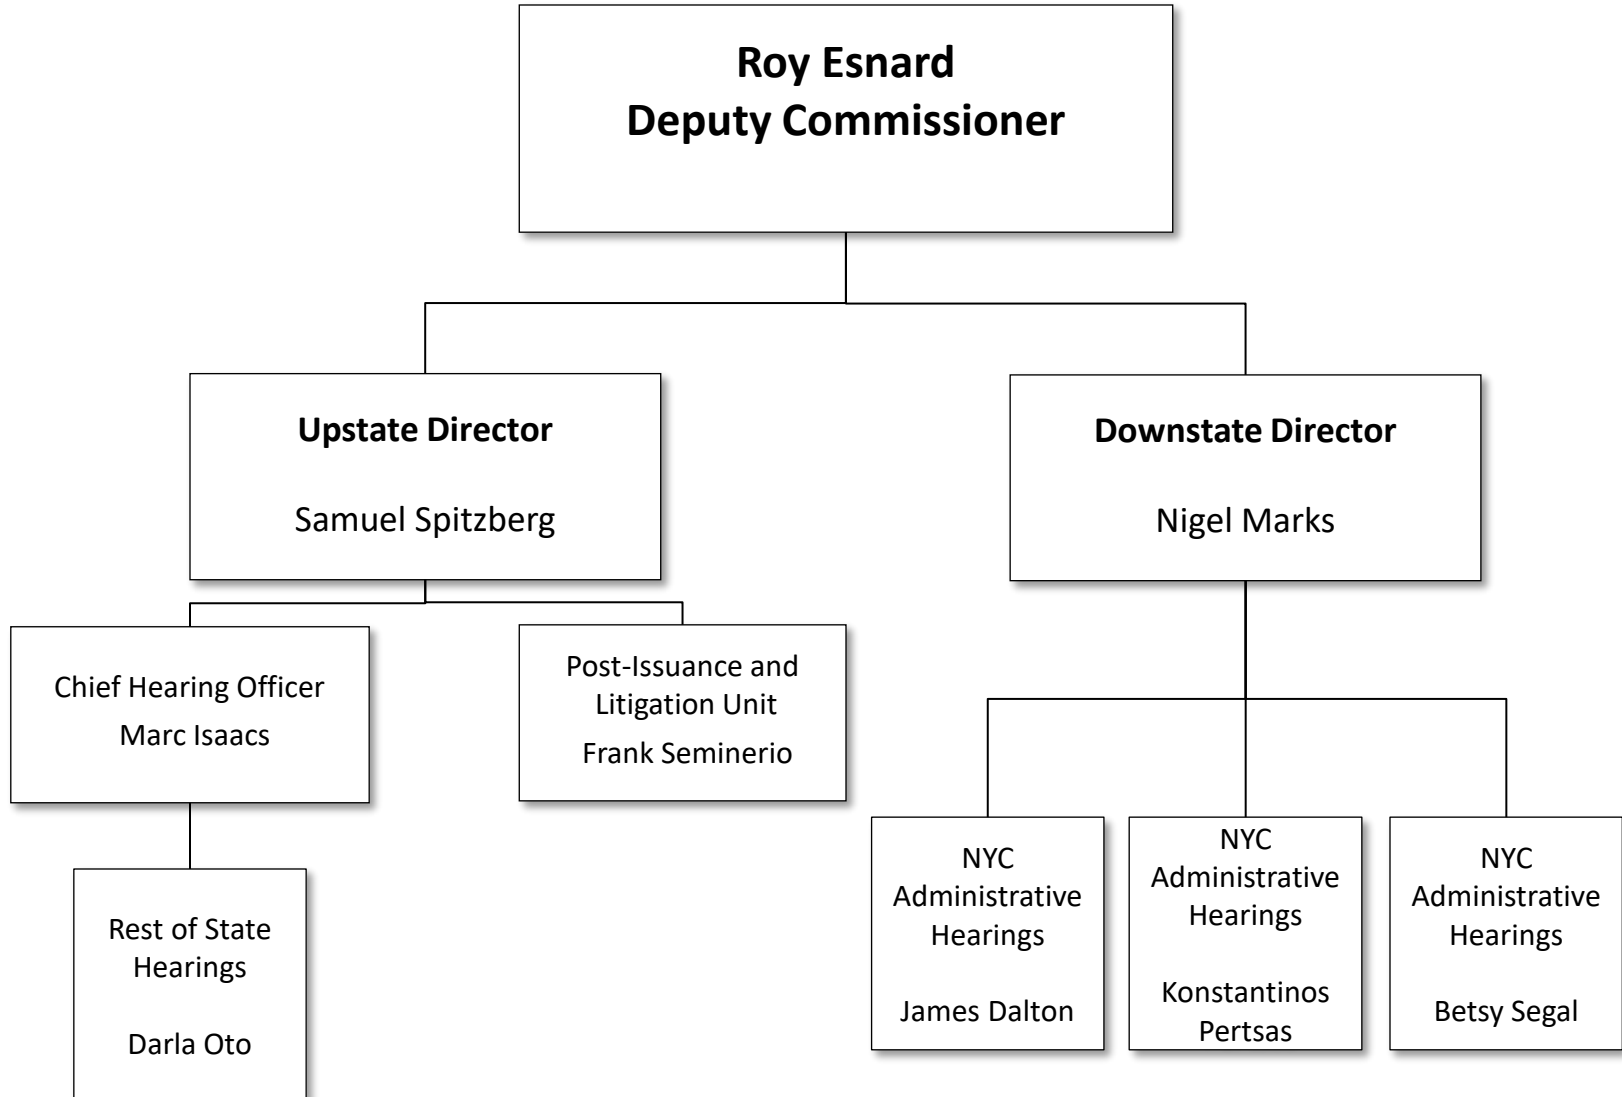 Roy Esnard
Deputy Commissioner
Upstate Director
Samuel Spitzberg
Downstate Director
Nigel Marks
Chief Hearing Officer
Marc Isaacs
Post-Issuance and
Litigation Unit
Frank Seminerio
Rest of State
Hearings
Darla Oto
NYC
Administrative
Hearings
James Dalton
NYC
Administrative
Hearings
Konstantinos
Pertsas
NYC
Administrative
Hearings
Betsy Segal